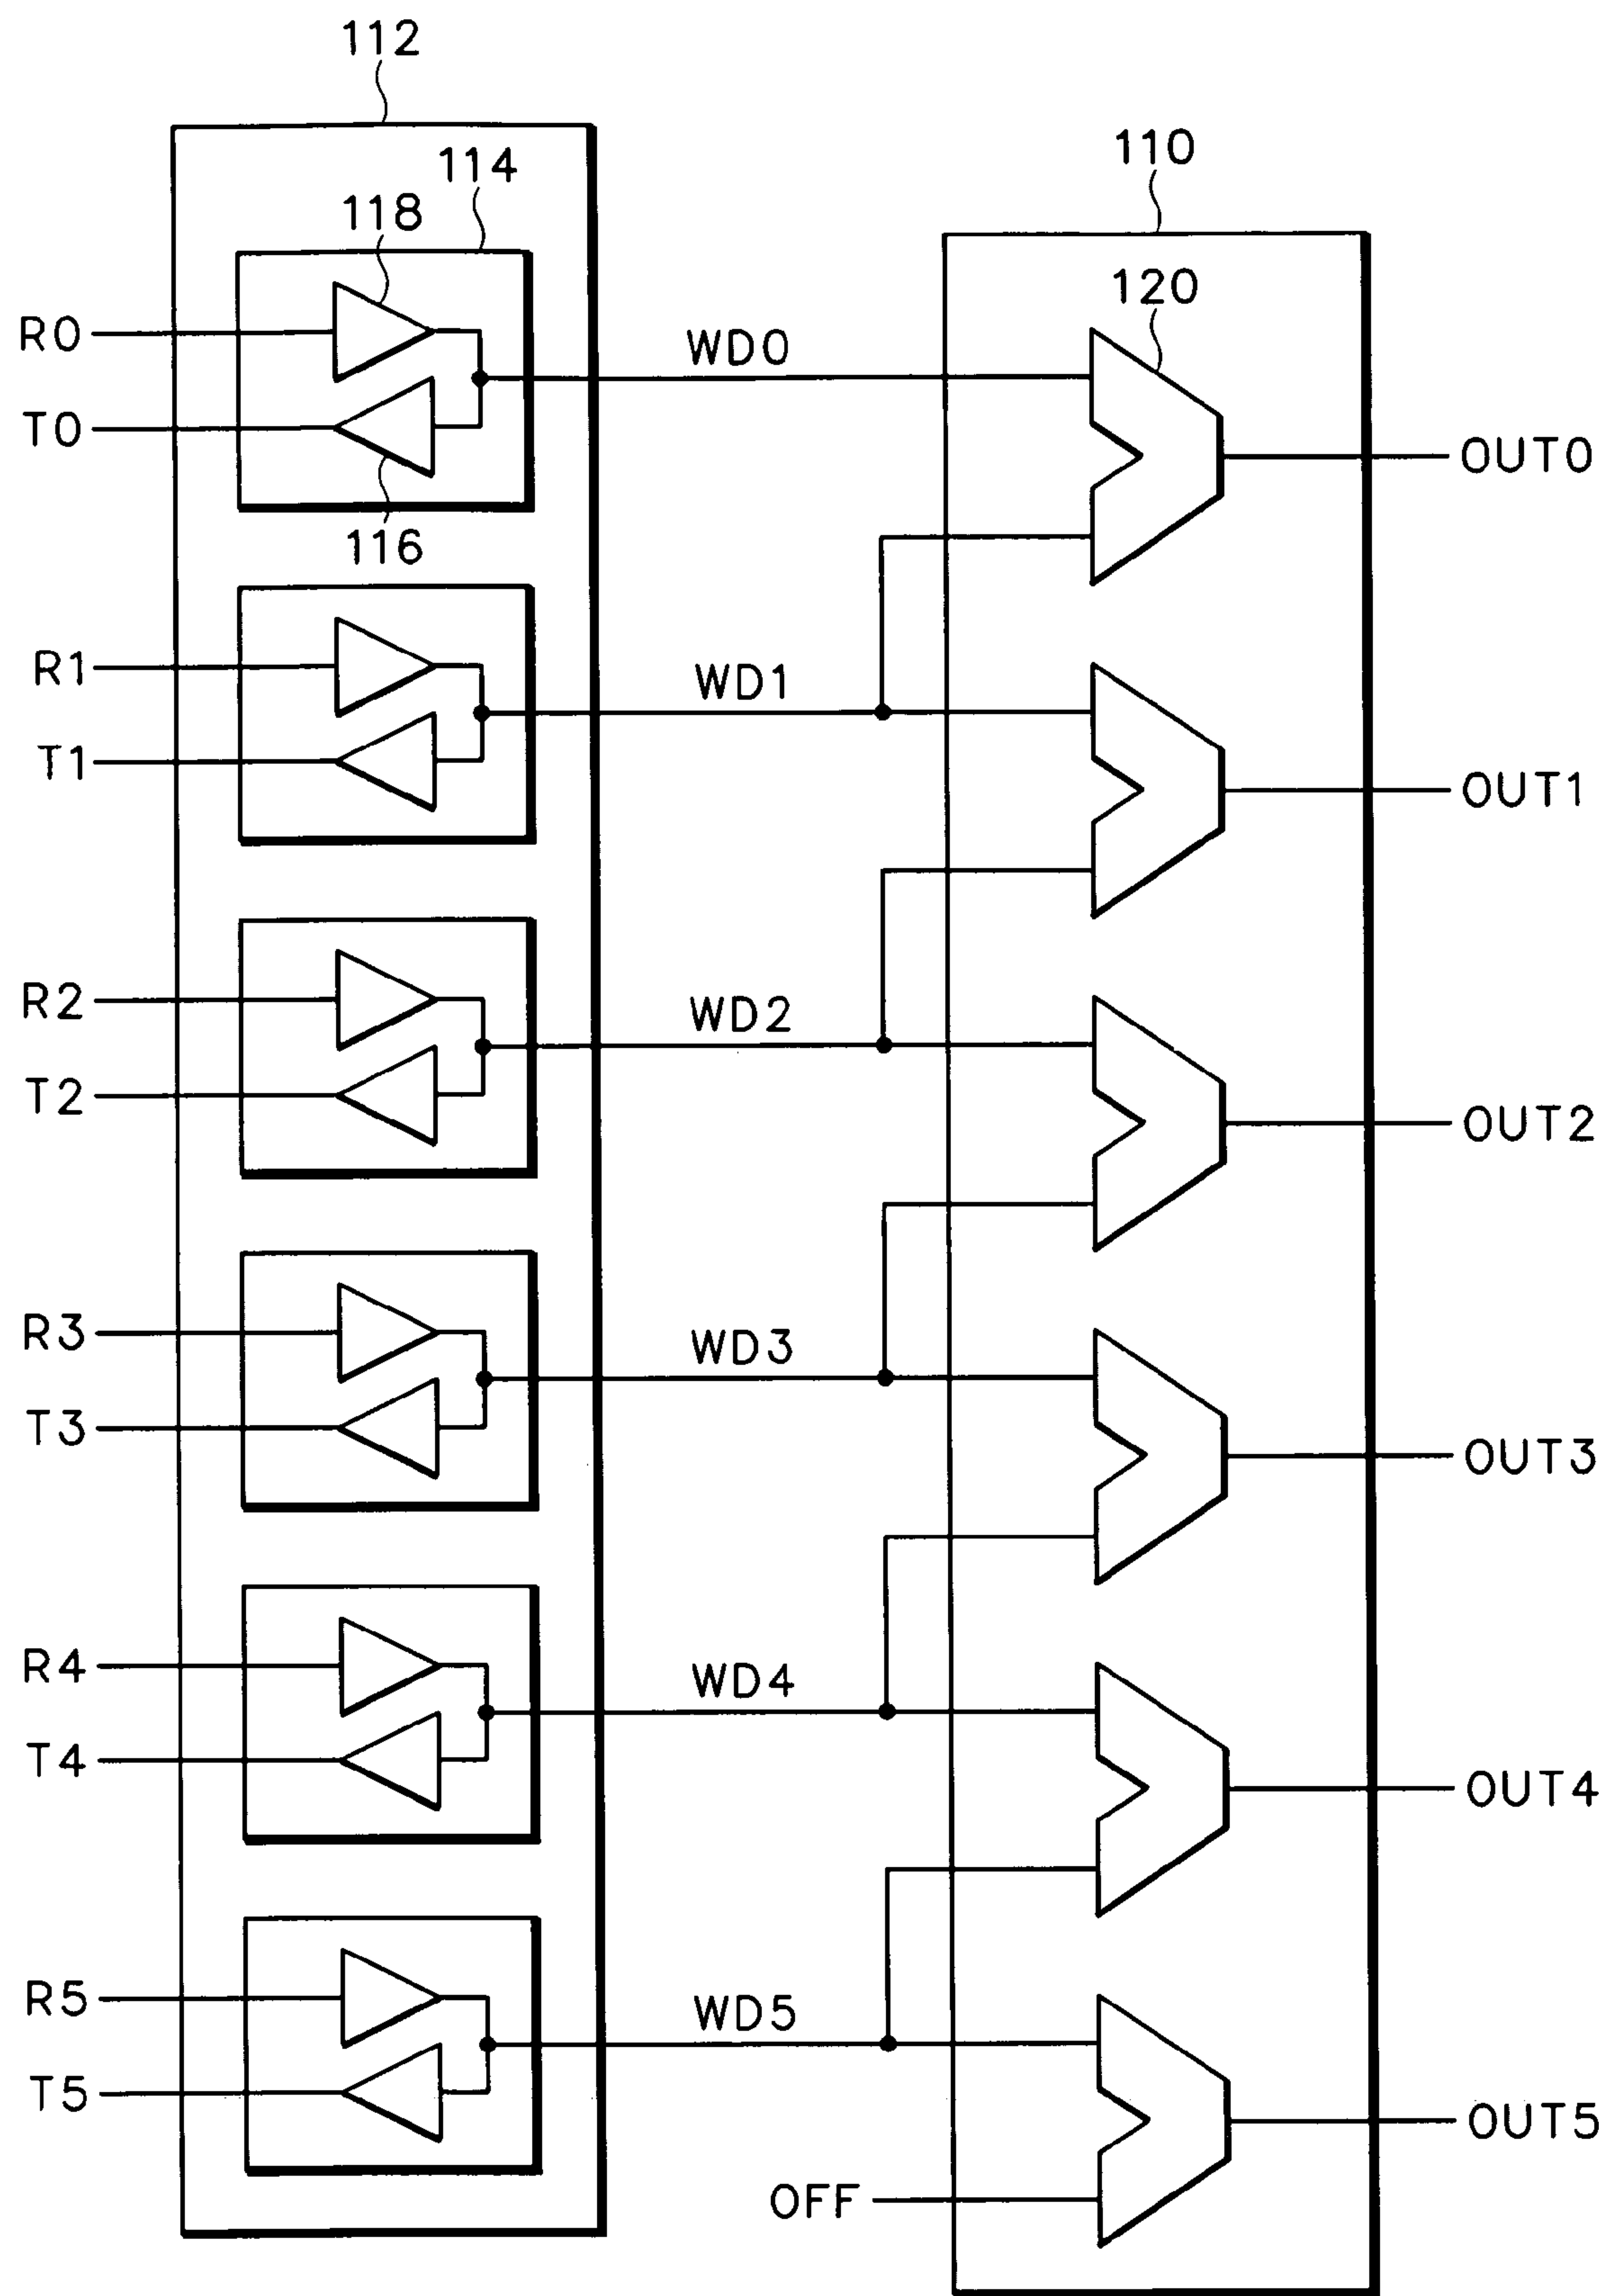 112
110
114
118
120
R0
WD0
T0
OUT0
116
R1
WD1
T1
OUT1
R2
WD2
T2
OUT2
R3
WD3
T3
OUT3
R4
WD4
T4
OUT4
R5
WD5
T5
OUT5
OFF